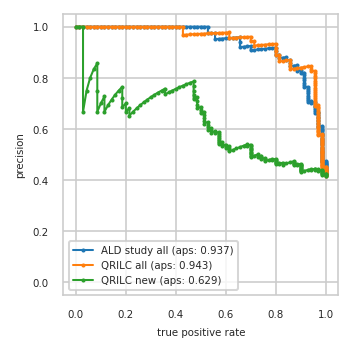 1.0
0.8
0.6
0.4
0.2
0.0
precision
ALD study all (aps: 0.937)
QRILC all (aps: 0.943)
QRILC new (aps: 0.629)
0.0 0.2 0.4 0.6 0.8 1.0
true positive rate